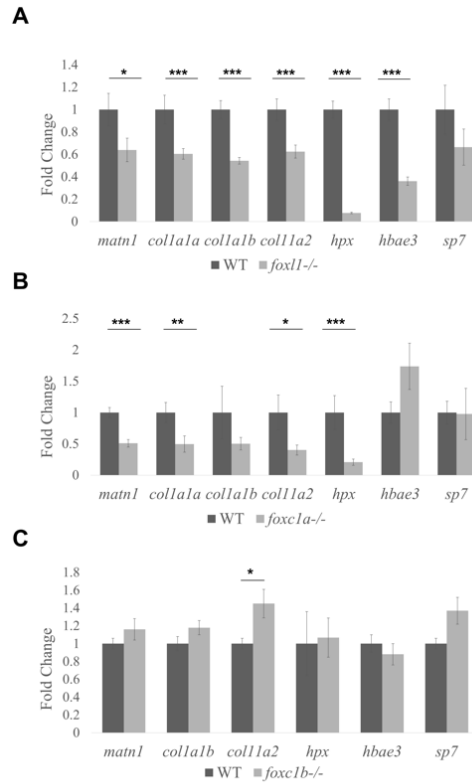 A
* *** *** *** *** ***
1.4
1.2
1
0.8
0.6
0.4
0.2
0
Fold Change
matn1 col1a1a col1a1b col11a2 hpx hbae3 sp7
WT foxl1-/-
B
*** ** * ***
2.5
2
1.5
1
0.5
0
Fold Change
matn1 col1a1a col1a1b col11a2 hpx hbae3 sp7
WT foxc1a-/-
C
*
1.8
1.6
1.4
1.2
1
0.8
0.6
0.4
0.2
0
Fold Change
matn1 col1a1b col11a2 hpx hbae3 sp7
WT foxc1b-/-